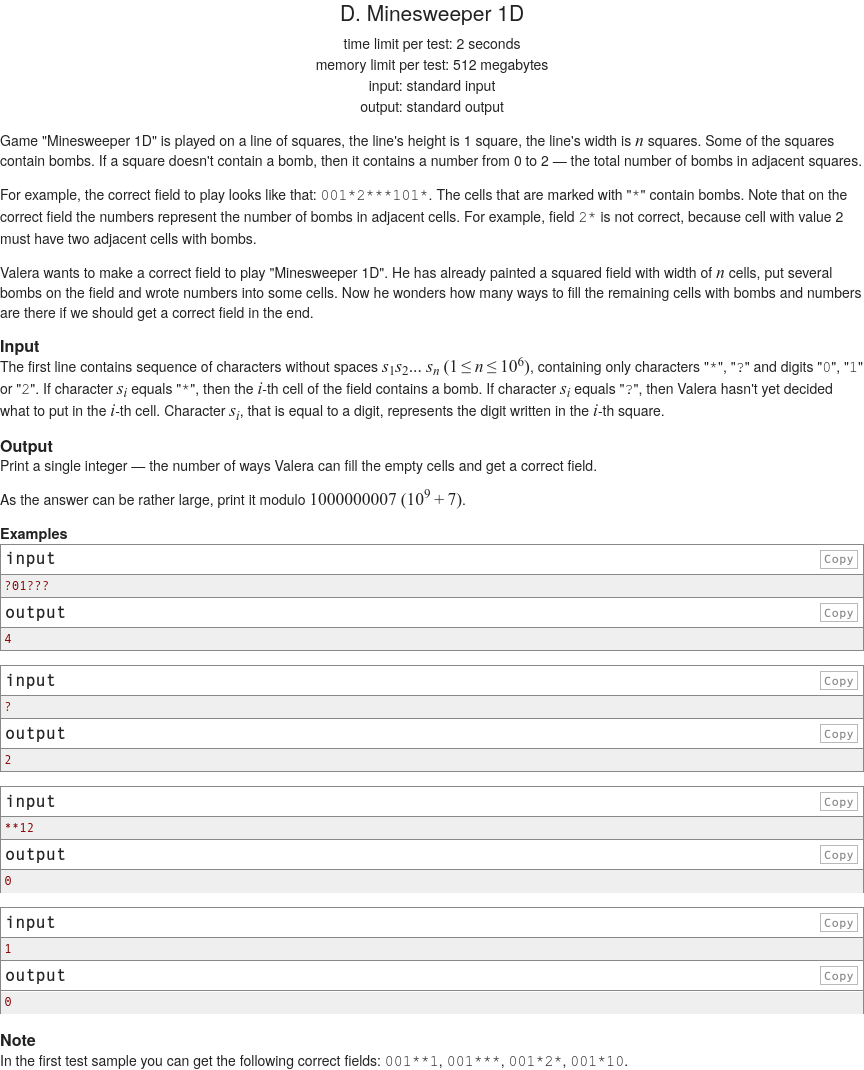 D. Minesweeper 1D
time limit per test: 2 seconds
memory limit per test: 512 megabytes
input: standard input
output: standard output
Game "Minesweeper 1D" is played on a line of squares, the line's height is 1 square, the line's width is n squares. Some of the squares
contain bombs. If a square doesn't contain a bomb, then it contains a number from 0 to 2 — the total number of bombs in adjacent squares.
For example, the correct field to play looks like that: 001*2***101*. The cells that are marked with "*" contain bombs. Note that on the
correct field the numbers represent the number of bombs in adjacent cells. For example, field 2* is not correct, because cell with value 2
must have two adjacent cells with bombs.
Valera wants to make a correct field to play "Minesweeper 1D". He has already painted a squared field with width of n cells, put several
bombs on the field and wrote numbers into some cells. Now he wonders how many ways to fill the remaining cells with bombs and numbers
are there if we should get a correct field in the end.
Input
The first line contains sequence of characters without spaces s₁s₂... sₙ (1 ≤ n ≤ 10⁶), containing only characters "*", "?" and digits "0", "1"
or "2". If character sᵢ equals "*", then the i-th cell of the field contains a bomb. If character sᵢ equals "?", then Valera hasn't yet decided
what to put in the i-th cell. Character sᵢ, that is equal to a digit, represents the digit written in the i-th square.
Output
Print a single integer — the number of ways Valera can fill the empty cells and get a correct field.
As the answer can be rather large, print it modulo 1000000007 (10⁹ + 7).
Examples
input Copy
?01???
output Copy
4
input Copy
?
output Copy
2
input Copy
**12
output Copy
0
input Copy
1
output Copy
0
Note
In the first test sample you can get the following correct fields: 001**1, 001***, 001*2*, 001*10.